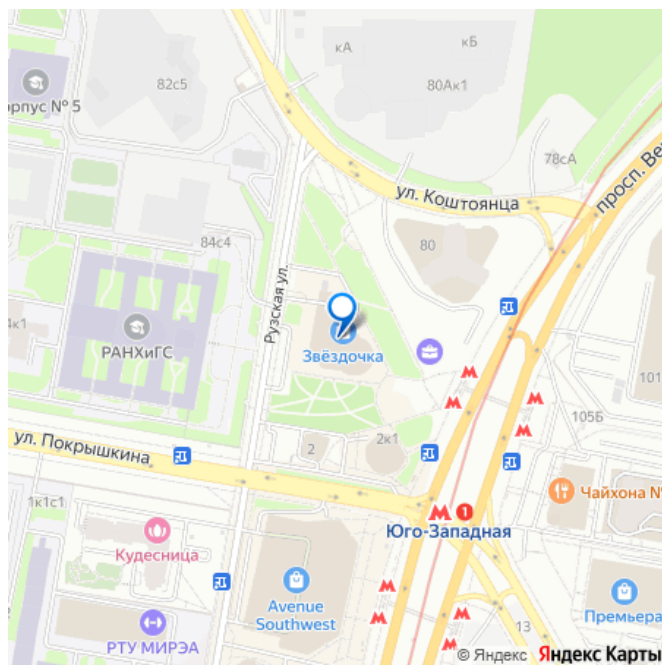 кА
кБ
82с5
80Ак1
орпус № 5
78сА
просп. Ве
ул. Коштоянца
84с4
80
Рузская ул.
4к1
РАНХиГС
Звёздочка
101
105Б
ул. Покрышкина
2
2к1
1к1с1
Чайхона №
1
Юго-Западная
Кудесница
Avenue
Southwest
Премьера
РТУ МИРЭА
13
© Яндекс Яндекс Карты